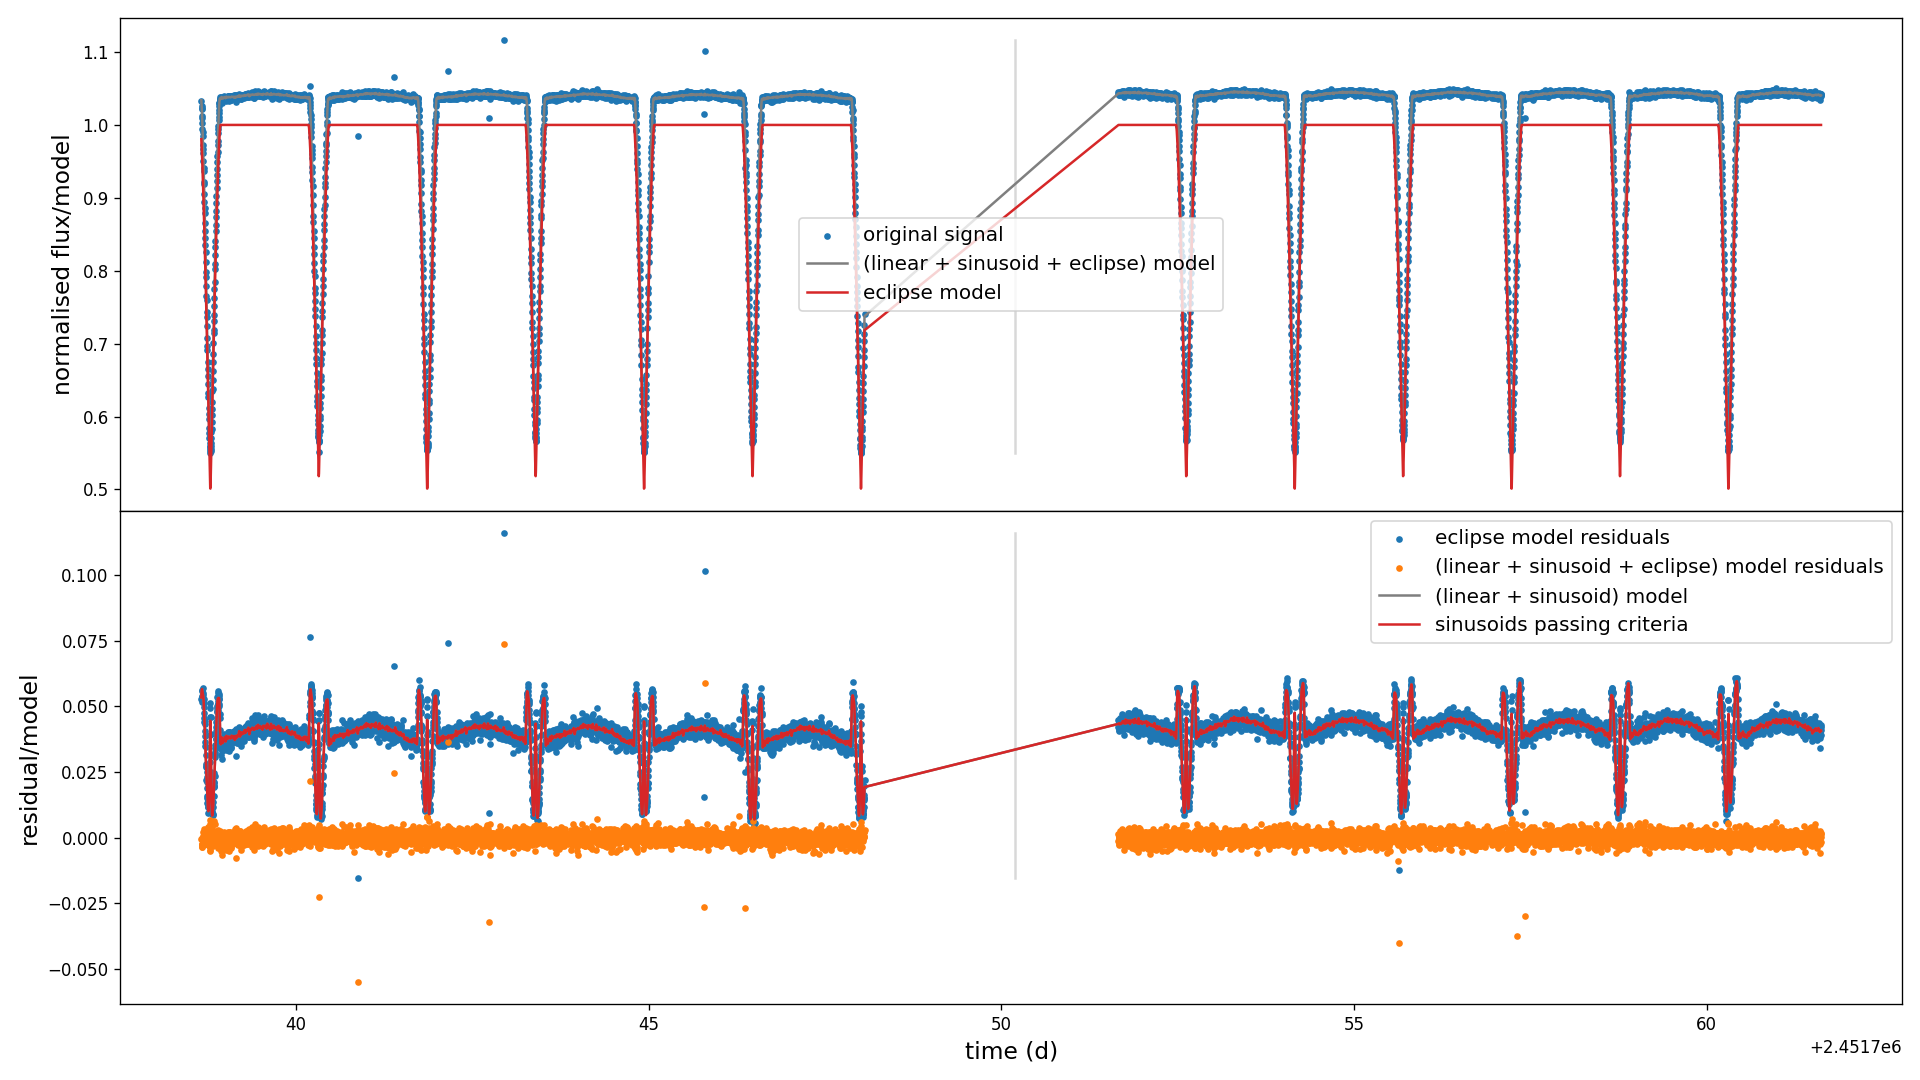 normalised flux/model
1.1
1.0
0.9
0.8
0.7
0.6
0.5
original signal
(linear + sinusoid + eclipse) model
eclipse model
residual/model
0.100
0.075
0.050
0.025
0.000
−0.025
−0.050
eclipse model residuals
(linear + sinusoid + eclipse) model residuals
(linear + sinusoid) model
sinusoids passing criteria
40
45
50
55
60
time (d)
+2.4517e6